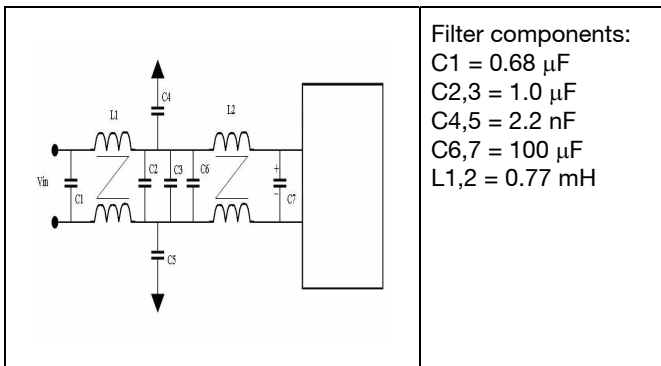 C4
L1
L2
C2
C3
C6
+
-
Vin
C1
C7
C5
Filter components:
C1 = 0.68 μF
C2,3 = 1.0 μF
C4,5 = 2.2 nF
C6,7 = 100 μF
L1,2 = 0.77 mH